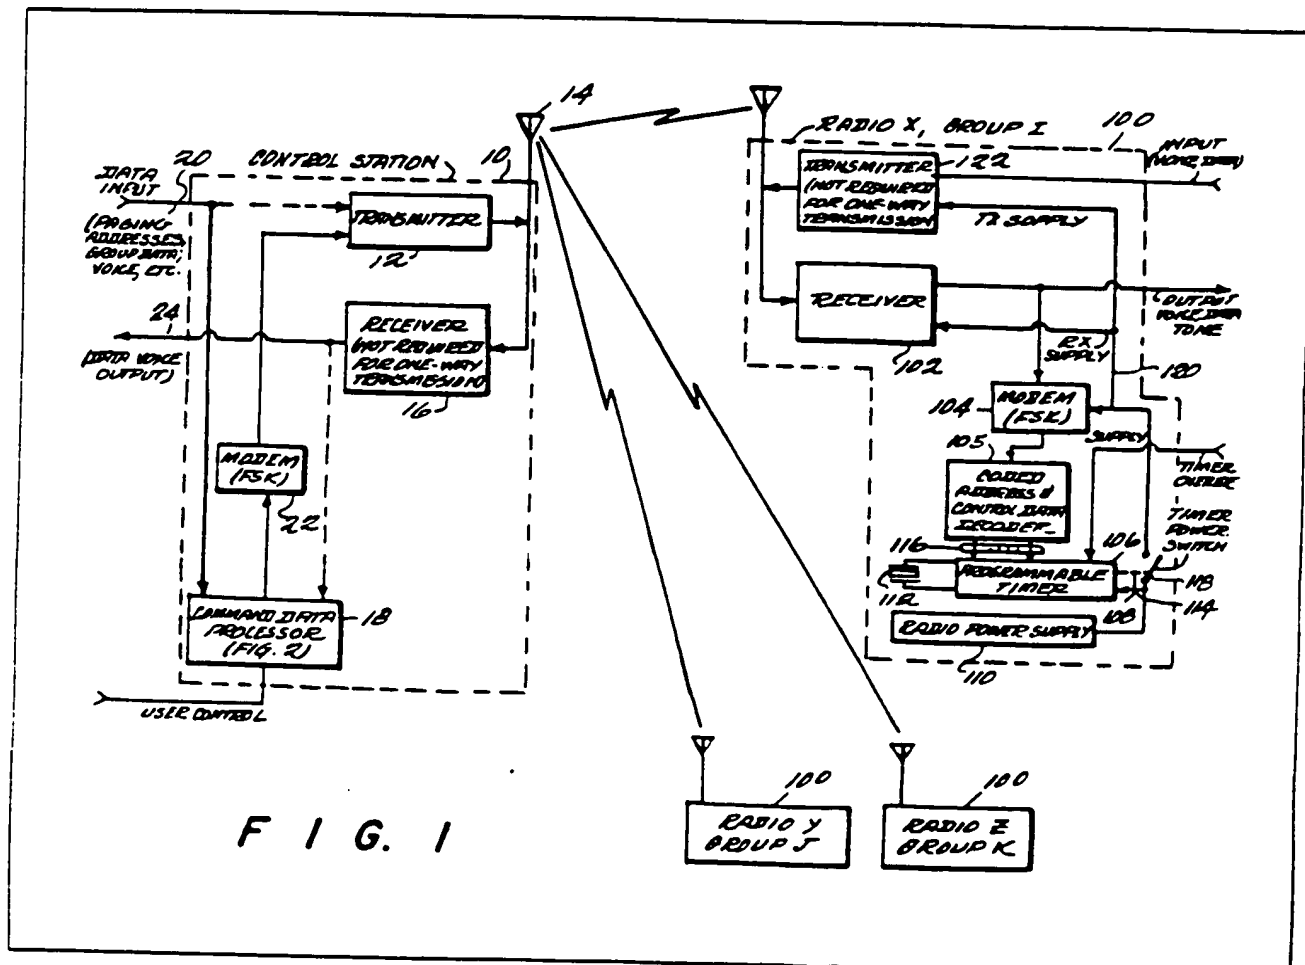 14
RADIO X, GROUP I
100
20
CONTROL STATION
10
DATA
INPUT
(PAGING
ADDRESSES,
GROUP DATA,
VOICE, ETC.
TRANSMITTER
12
TRANSMITTER
(NOT REQUIRED
FOR ONE-WAY
TRANSMISSION
122
INPUT
(VOICE, DATA)
TX SUPPLY
24
(DATA VOICE
OUTPUT)
RECEIVER
(NOT REQUIRED
FOR ONE-WAY
TRANSMISSION)
16
RECEIVER
102
OUTPUT
VOICE DATA
TONE
(RX)
SUPPLY
120
MODEM
(FSK)
22
104
MODEM
(FSK)
SUPPLY
105
CODED
ADDRESS &
CONTROL DATA
DECODER
TIMER
116
PROGRAMMABLE
TIMER
106
112
108
TIMER
POWER
SWITCH
118
114
RADIO POWER SUPPLY
110
COMMAND DATA
PROCESSOR
(FIG. 2)
18
USER CONTROL
100
RADIO Y
GROUP J
100
RADIO Z
GROUP K
FIG. 1